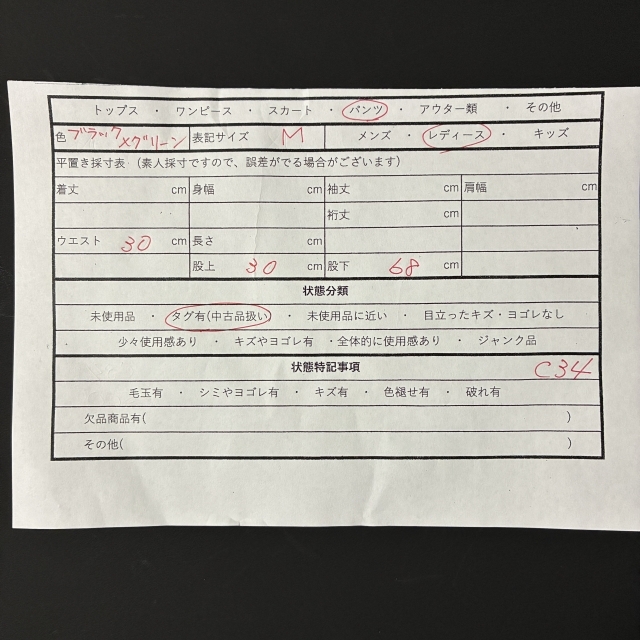 トップス ・ ワンピース ・ スカート ・ パンツ ・ アウター類 ・ その他
色 ブラック×グリーン 表記サイズ M メンズ ・ レディース ・ キッズ
平置き採寸表 (素人採寸ですので、誤差がでる場合がございます)
着丈 cm 身幅 cm 袖丈 cm 肩幅 cm
裄丈 cm
ウエスト 30 cm 長さ cm
股上 30 cm 股下 68 cm
状態分類
未使用品 ・ タグ有(中古品扱い) ・ 未使用品に近い ・ 目立ったキズ・ヨゴレなし
少々使用感あり ・ キズやヨゴレ有 ・全体的に使用感あり ・ ジャンク品
状態特記事項 C34
毛玉有 ・ シミやヨゴレ有 ・ キズ有 ・ 色褪せ有 ・ 破れ有
欠品商品有( )
その他( )